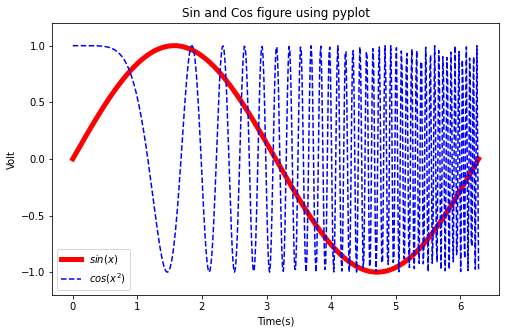 Sin and Cos figure using pyplot
1.0
0.5
0.0
−0.5
−1.0
Volt
sin(x)
cos(x²)
0 1 2 3 4 5 6
Time(s)